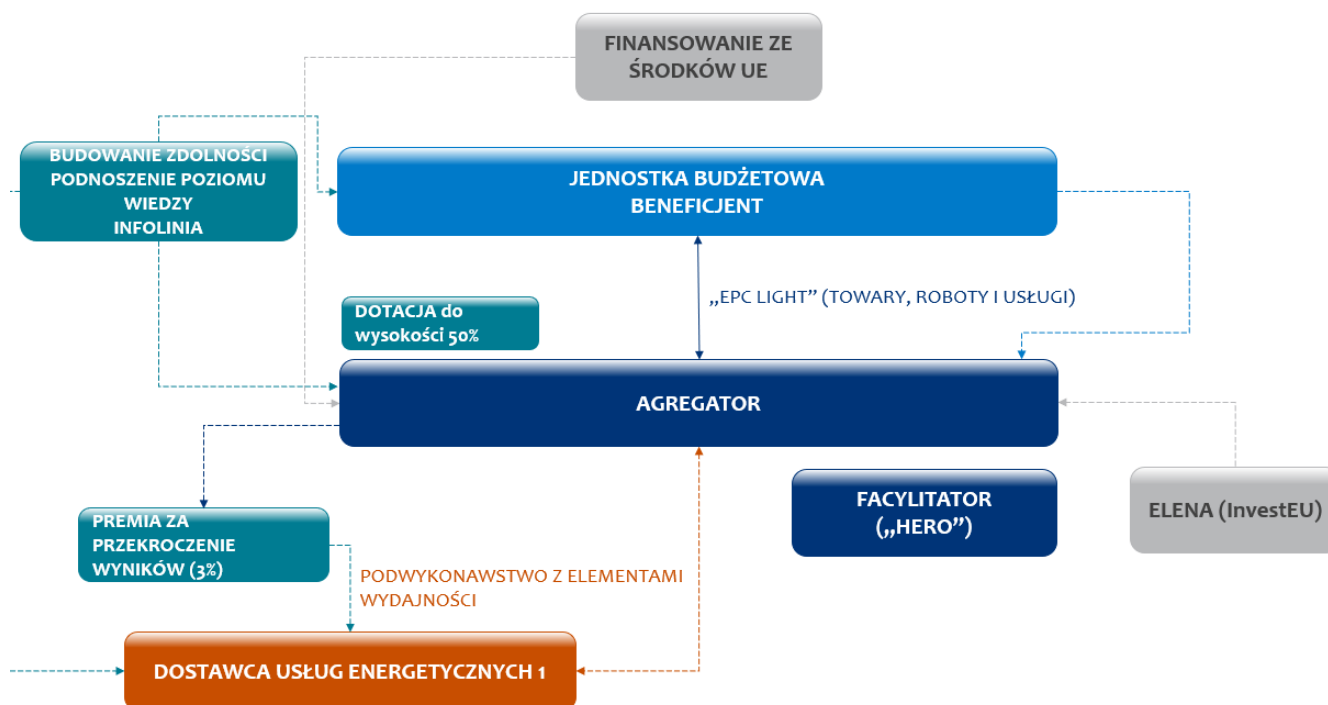 FINANSOWANIE ZE
ŚRODKÓW UE
BUDOWANIE ZDOLNOŚCI
PODNOSZENIE POZIOMU
WIEDZY
INFOLINIA
JEDNOSTKA BUDŻETOWA
BENEFICJENT
„EPC LIGHT” (TOWARY, ROBOTY I USŁUGI)
DOTACJA do
wysokości 50%
AGREGATOR
FACYLITATOR
(„HERO”)
ELENA (InvestEU)
PREMIA ZA
PRZEKROCZENIE
WYNIKÓW (3%)
PODWYKONAWSTWO Z ELEMENTAMI
WYDAJNOŚCI
DOSTAWCA USŁUG ENERGETYCZNYCH 1